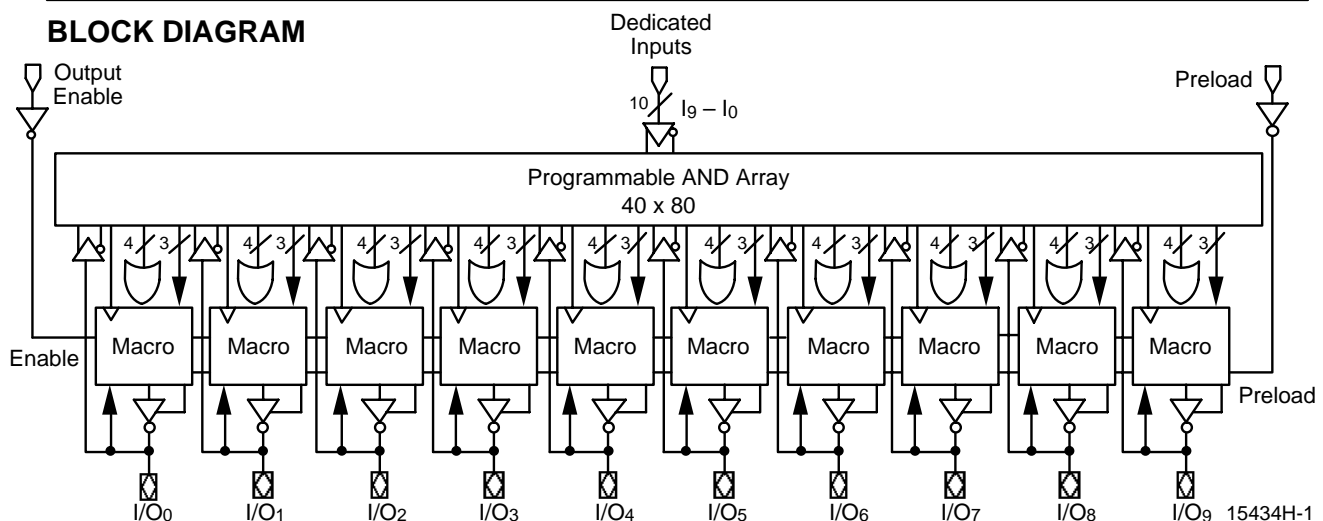 BLOCK DIAGRAM
Dedicated
Inputs
Output
Enable
Preload
10
I9 – I0
Programmable AND Array
40 x 80
4 3 4 3 4 3 4 3 4 3 4 3 4 3 4 3 4 3 4 3
Macro Macro Macro Macro Macro Macro Macro Macro Macro Macro
Enable
Preload
I/O0 I/O1 I/O2 I/O3 I/O4 I/O5 I/O6 I/O7 I/O8 I/O9 15434H-1